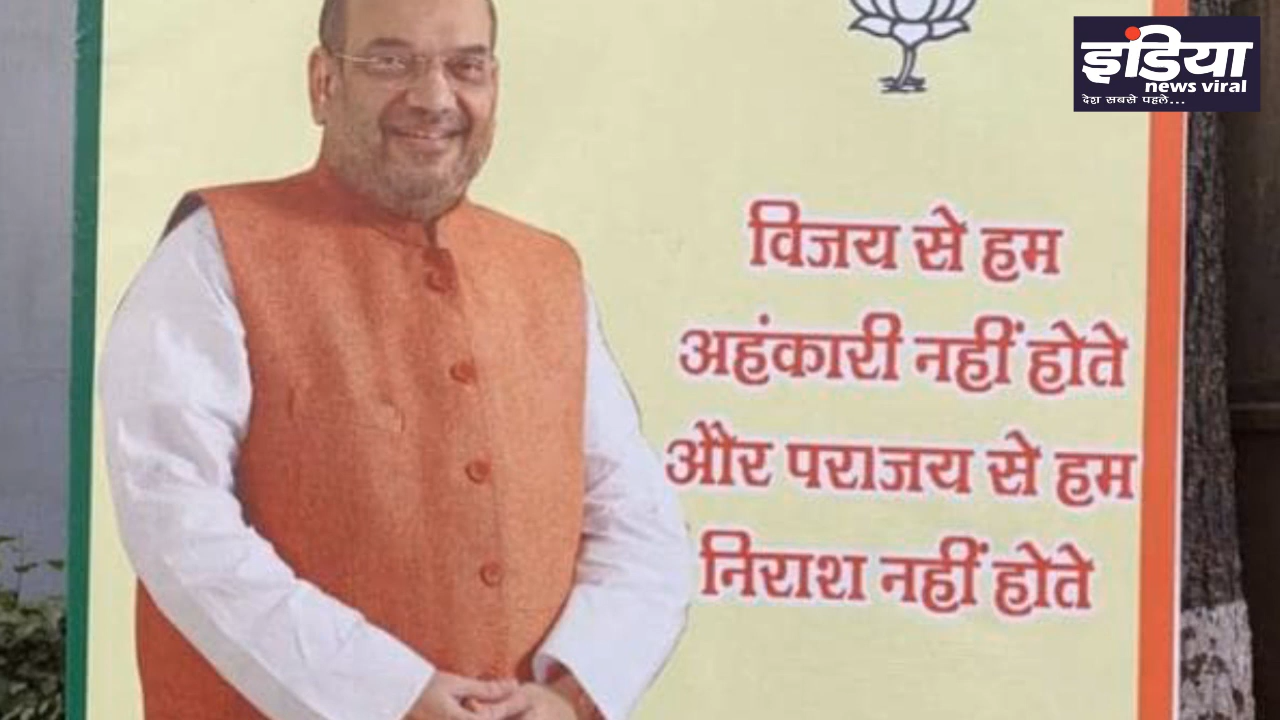 इंडिया
news viral
देश सबसे पहले...
विजय से हम
अहंकारी नहीं होते
और पराजय से हम
निराश नहीं होते